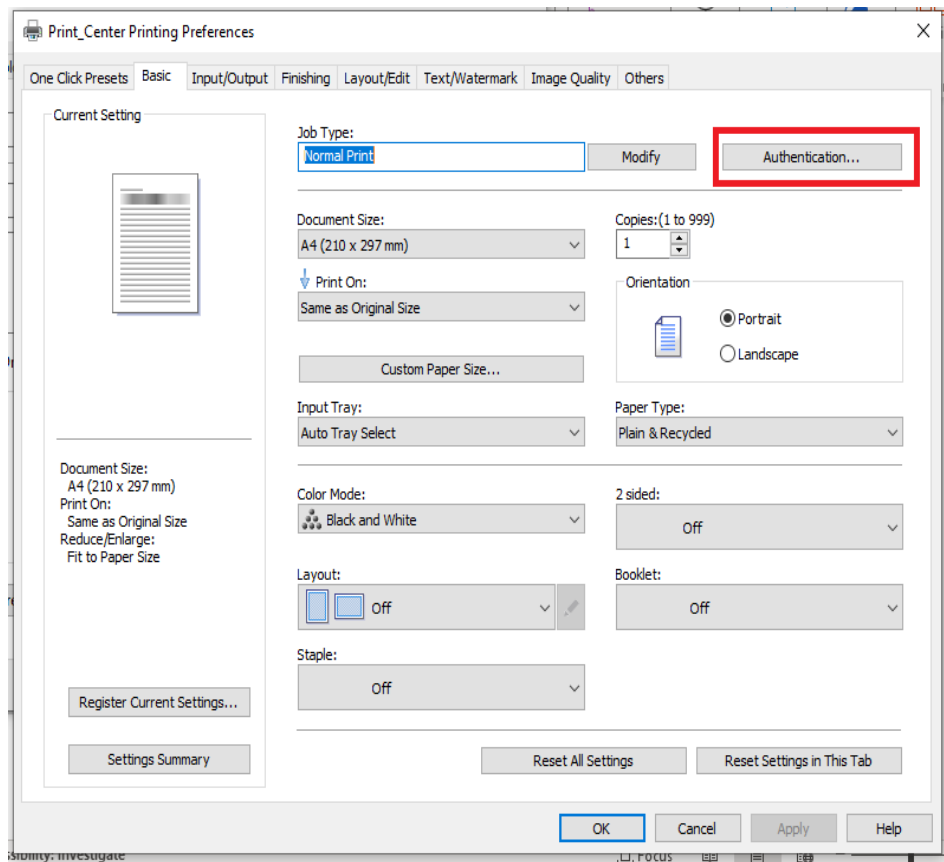 Print_Center Printing Preferences
One Click Presets Basic Input/Output Finishing Layout/Edit Text/Watermark Image Quality Others
Current Setting
Job Type:
Normal Print
Modify
Authentication...
Document Size:
A4 (210 x 297 mm)
Copies:(1 to 999)
1
Print On:
Same as Original Size
Orientation
Portrait
Landscape
Custom Paper Size...
Input Tray:
Auto Tray Select
Paper Type:
Plain & Recycled
Document Size:
A4 (210 x 297 mm)
Print On:
Same as Original Size
Reduce/Enlarge:
Fit to Paper Size
Color Mode:
Black and White
2 sided:
Off
Layout:
Off
Booklet:
Off
Staple:
Off
Register Current Settings...
Settings Summary
Reset All Settings
Reset Settings in This Tab
OK
Cancel
Apply
Help
Investigate
Focus